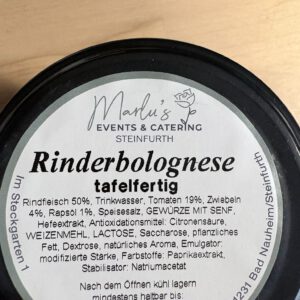 Marlu's
EVENTS & CATERING
STEINFURTH
Rinderbolognese
tafelfertig
Rindfleisch 50%, Trinkwasser, Tomaten 19%, Zwiebeln
4%, Rapsöl 1%, Speisesalz, GEWÜRZE MIT SENF,
Hefeextrakt, Antioxidationsmittel: Citronensäure,
WEIZENMEHL, LACTOSE, Saccharose, pflanzliches
Fett, Dextrose, natürliches Aroma, Emulgator:
modifizierte Stärke, Farbstoffe: Paprikaextrakt,
Stabilisator: Natriumacetat
Nach dem Öffnen kühl lagern
mindestens haltbar bis:
Im Steckgarten 1
231 Bad Nauheim/Steinfurth